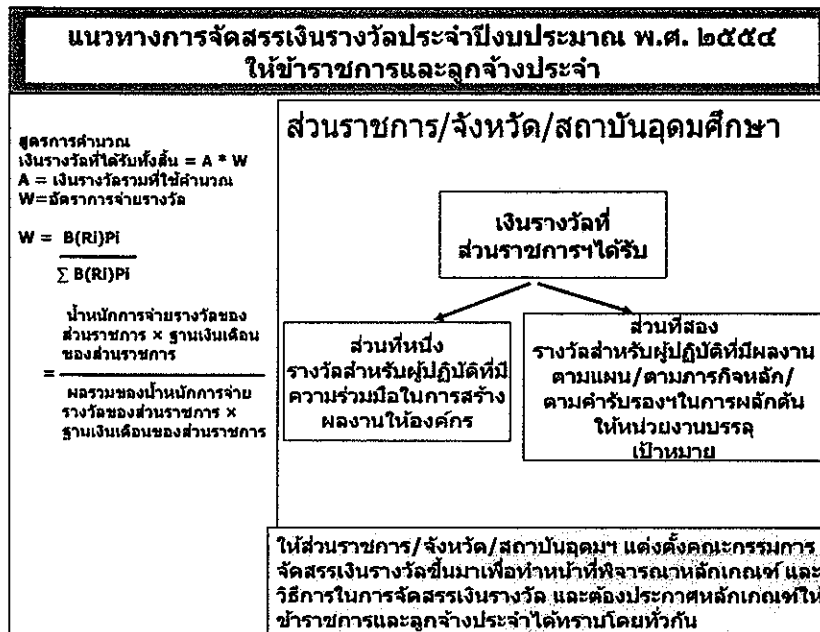 แนวทางการจัดสรรเงินรางวัลประจำปีงบประมาณ พ.ศ. ๒๕๕๔
ให้ข้าราชการและลูกจ้างประจำ
สูตรการคำนวณ
เงินรางวัลที่ได้รับทั้งสิ้น = A * W
A = เงินรางวัลรวมที่ใช้คำนวณ
W=อัตราการจ่ายรางวัล
W = B(Ri)Pi
∑ B(Ri)Pi
น้ำหนักการจ่ายรางวัลของ
ส่วนราชการ × ฐานเงินเดือน
ของส่วนราชการ
=
ผลรวมของน้ำหนักการจ่าย
รางวัลของส่วนราชการ ×
ฐานเงินเดือนของส่วนราชการ
ส่วนราชการ/จังหวัด/สถาบันอุดมศึกษา
เงินรางวัลที่
ส่วนราชการฯได้รับ
ส่วนที่หนึ่ง
รางวัลสำหรับผู้ปฏิบัติที่มี
ความร่วมมือในการสร้าง
ผลงานให้องค์กร
ส่วนที่สอง
รางวัลสำหรับผู้ปฏิบัติที่มีผลงาน
ตามแผน/ตามภารกิจหลัก/
ตามคำรับรองฯในการผลักดัน
ให้หน่วยงานบรรลุ
เป้าหมาย
ให้ส่วนราชการ/จังหวัด/สถาบันอุดมฯ แต่งตั้งคณะกรรมการ
จัดสรรเงินรางวัลขึ้นมาเพื่อทำหน้าที่พิจารณาหลักเกณฑ์ และ
วิธีการในการจัดสรรเงินรางวัล และต้องประกาศหลักเกณฑ์ให้
ข้าราชการและลูกจ้างประจำได้ทราบโดยทั่วกัน